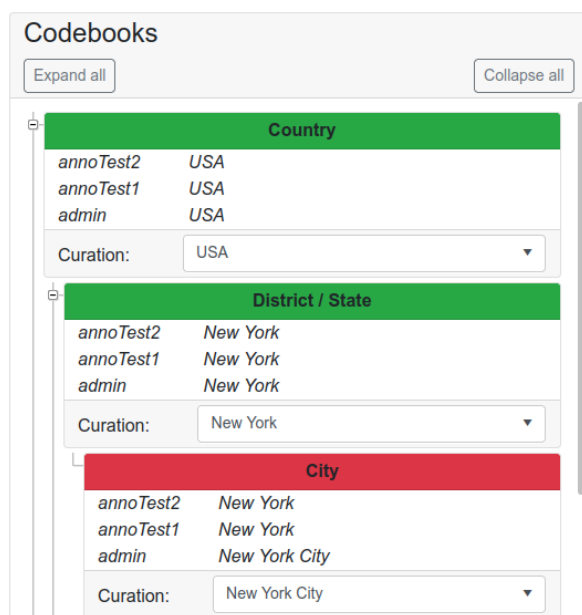 Codebooks
Expand all Collapse all
Country
annoTest2 USA
annoTest1 USA
admin USA
Curation: USA
District / State
annoTest2 New York
annoTest1 New York
admin New York
Curation: New York
City
annoTest2 New York
annoTest1 New York
admin New York City
Curation: New York City